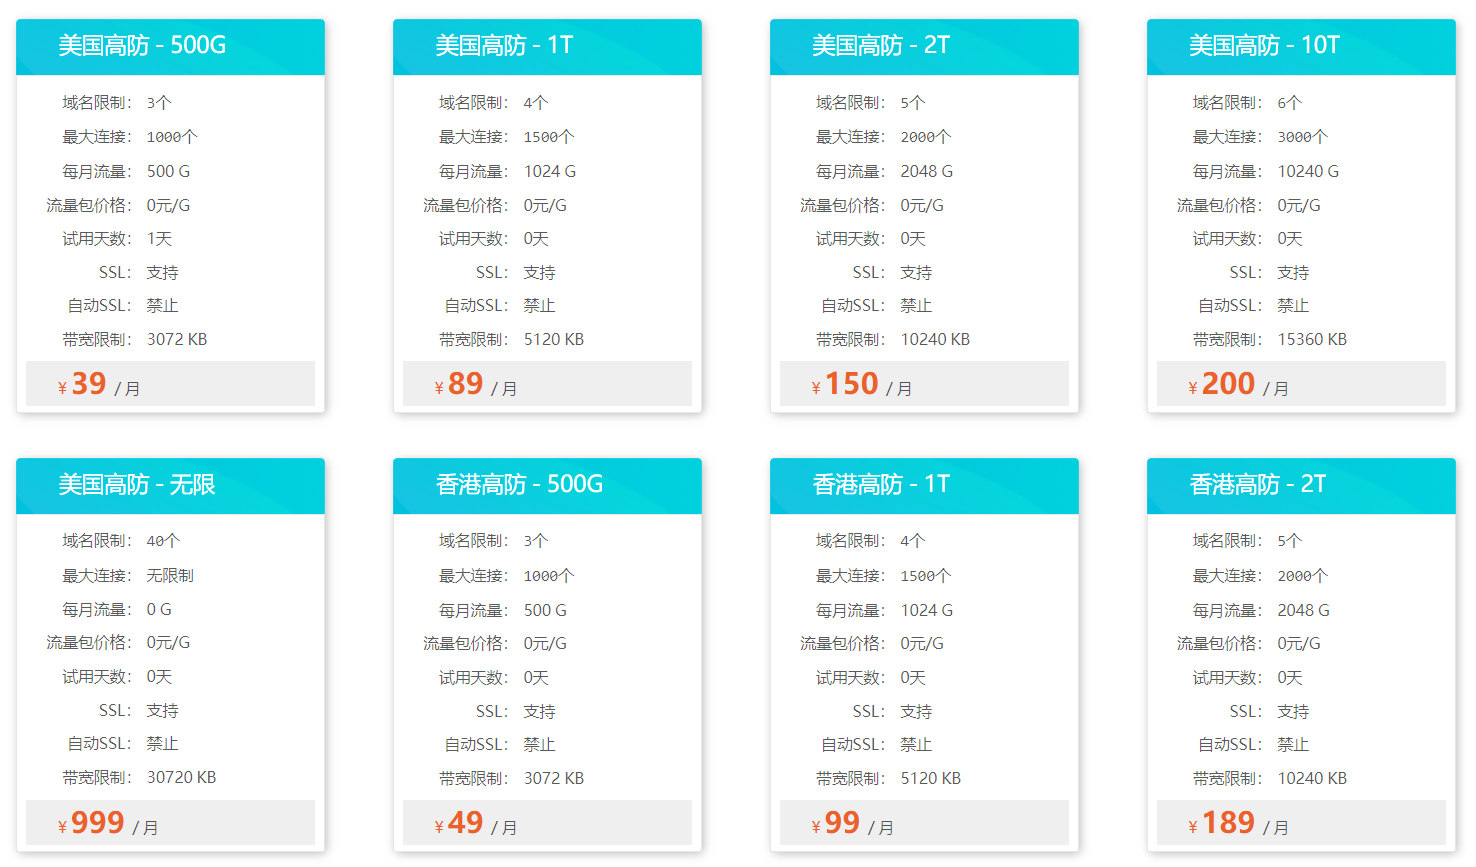 美国高防 - 500G
域名限制： 3个
最大连接： 1000个
每月流量： 500 G
流量包价格： 0元/G
试用天数： 1天
SSL： 支持
自动SSL： 禁止
带宽限制： 3072 KB
¥ 39 / 月
美国高防 - 1T
域名限制： 4个
最大连接： 1500个
每月流量： 1024 G
流量包价格： 0元/G
试用天数： 0天
SSL： 支持
自动SSL： 禁止
带宽限制： 5120 KB
¥ 89 / 月
美国高防 - 2T
域名限制： 5个
最大连接： 2000个
每月流量： 2048 G
流量包价格： 0元/G
试用天数： 0天
SSL： 支持
自动SSL： 禁止
带宽限制： 10240 KB
¥ 150 / 月
美国高防 - 10T
域名限制： 6个
最大连接： 3000个
每月流量： 10240 G
流量包价格： 0元/G
试用天数： 0天
SSL： 支持
自动SSL： 禁止
带宽限制： 15360 KB
¥ 200 / 月
美国高防 - 无限
域名限制： 40个
最大连接： 无限制
每月流量： 0 G
流量包价格： 0元/G
试用天数： 0天
SSL： 支持
自动SSL： 禁止
带宽限制： 30720 KB
¥ 999 / 月
香港高防 - 500G
域名限制： 3个
最大连接： 1000个
每月流量： 500 G
流量包价格： 0元/G
试用天数： 0天
SSL： 支持
自动SSL： 禁止
带宽限制： 3072 KB
¥ 49 / 月
香港高防 - 1T
域名限制： 4个
最大连接： 1500个
每月流量： 1024 G
流量包价格： 0元/G
试用天数： 0天
SSL： 支持
自动SSL： 禁止
带宽限制： 5120 KB
¥ 99 / 月
香港高防 - 2T
域名限制： 5个
最大连接： 2000个
每月流量： 2048 G
流量包价格： 0元/G
试用天数： 0天
SSL： 支持
自动SSL： 禁止
带宽限制： 10240 KB
¥ 189 / 月